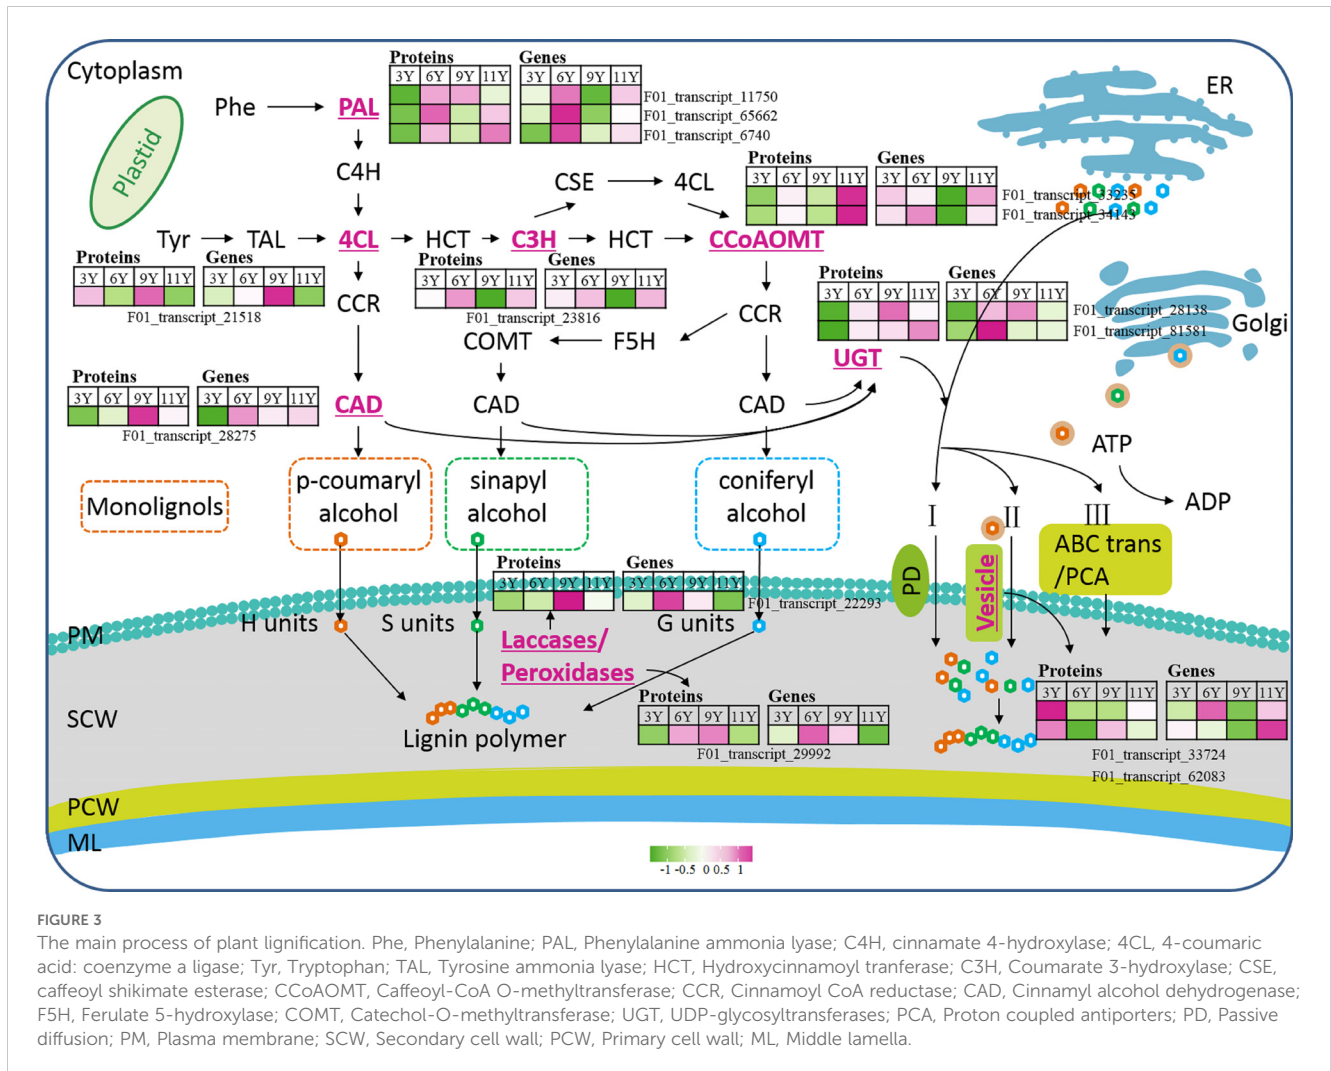 Cytoplasm
Plastid
Phe
PAL
Proteins
Genes
3Y 6Y 9Y 11Y
3Y 6Y 9Y 11Y
F01_transcript_11750
F01_transcript_65662
F01_transcript_6740
ER
C4H
CSE
4CL
Proteins
Genes
3Y 6Y 9Y 11Y
3Y 6Y 9Y 11Y
F01_transcript_33235
F01_transcript_34143
Tyr
TAL
4CL
HCT
C3H
HCT
CCoAOMT
Proteins
Genes
3Y 6Y 9Y 11Y
3Y 6Y 9Y 11Y
F01_transcript_21518
Proteins
Genes
3Y 6Y 9Y 11Y
3Y 6Y 9Y 11Y
F01_transcript_23816
Proteins
Genes
3Y 6Y 9Y 11Y
3Y 6Y 9Y 11Y
F01_transcript_28138
F01_transcript_81581
Golgi
CCR
CCR
COMT
F5H
UGT
Proteins
Genes
3Y 6Y 9Y 11Y
3Y 6Y 9Y 11Y
F01_transcript_28275
CAD
CAD
CAD
ATP
ADP
Monolignols
p-coumaryl
alcohol
sinapyl
alcohol
coniferyl
alcohol
I
II
III
ABC trans
/PCA
PD
Vesicle
Proteins
Genes
3Y 6Y 9Y 11Y
3Y 6Y 9Y 11Y
F01_transcript_22293
PM
H units
S units
G units
Laccases/
Peroxidases
Proteins
Genes
3Y 6Y 9Y 11Y
3Y 6Y 9Y 11Y
F01_transcript_29992
Proteins
Genes
3Y 6Y 9Y 11Y
3Y 6Y 9Y 11Y
F01_transcript_33724
F01_transcript_62083
SCW
Lignin polymer
PCW
ML
-1 -0.5 0 0.5 1
FIGURE 3
The main process of plant lignification. Phe, Phenylalanine; PAL, Phenylalanine ammonia lyase; C4H, cinnamate 4-hydroxylase; 4CL, 4-coumaric
acid: coenzyme a ligase; Tyr, Tryptophan; TAL, Tyrosine ammonia lyase; HCT, Hydroxycinnamoyl tranferase; C3H, Coumarate 3-hydroxylase; CSE,
caffeoyl shikimate esterase; CCoAOMT, Caffeoyl-CoA O-methyltransferase; CCR, Cinnamoyl CoA reductase; CAD, Cinnamyl alcohol dehydrogenase;
F5H, Ferulate 5-hydroxylase; COMT, Catechol-O-methyltransferase; UGT, UDP-glycosyltransferases; PCA, Proton coupled antiporters; PD, Passive
diffusion; PM, Plasma membrane; SCW, Secondary cell wall; PCW, Primary cell wall; ML, Middle lamella.